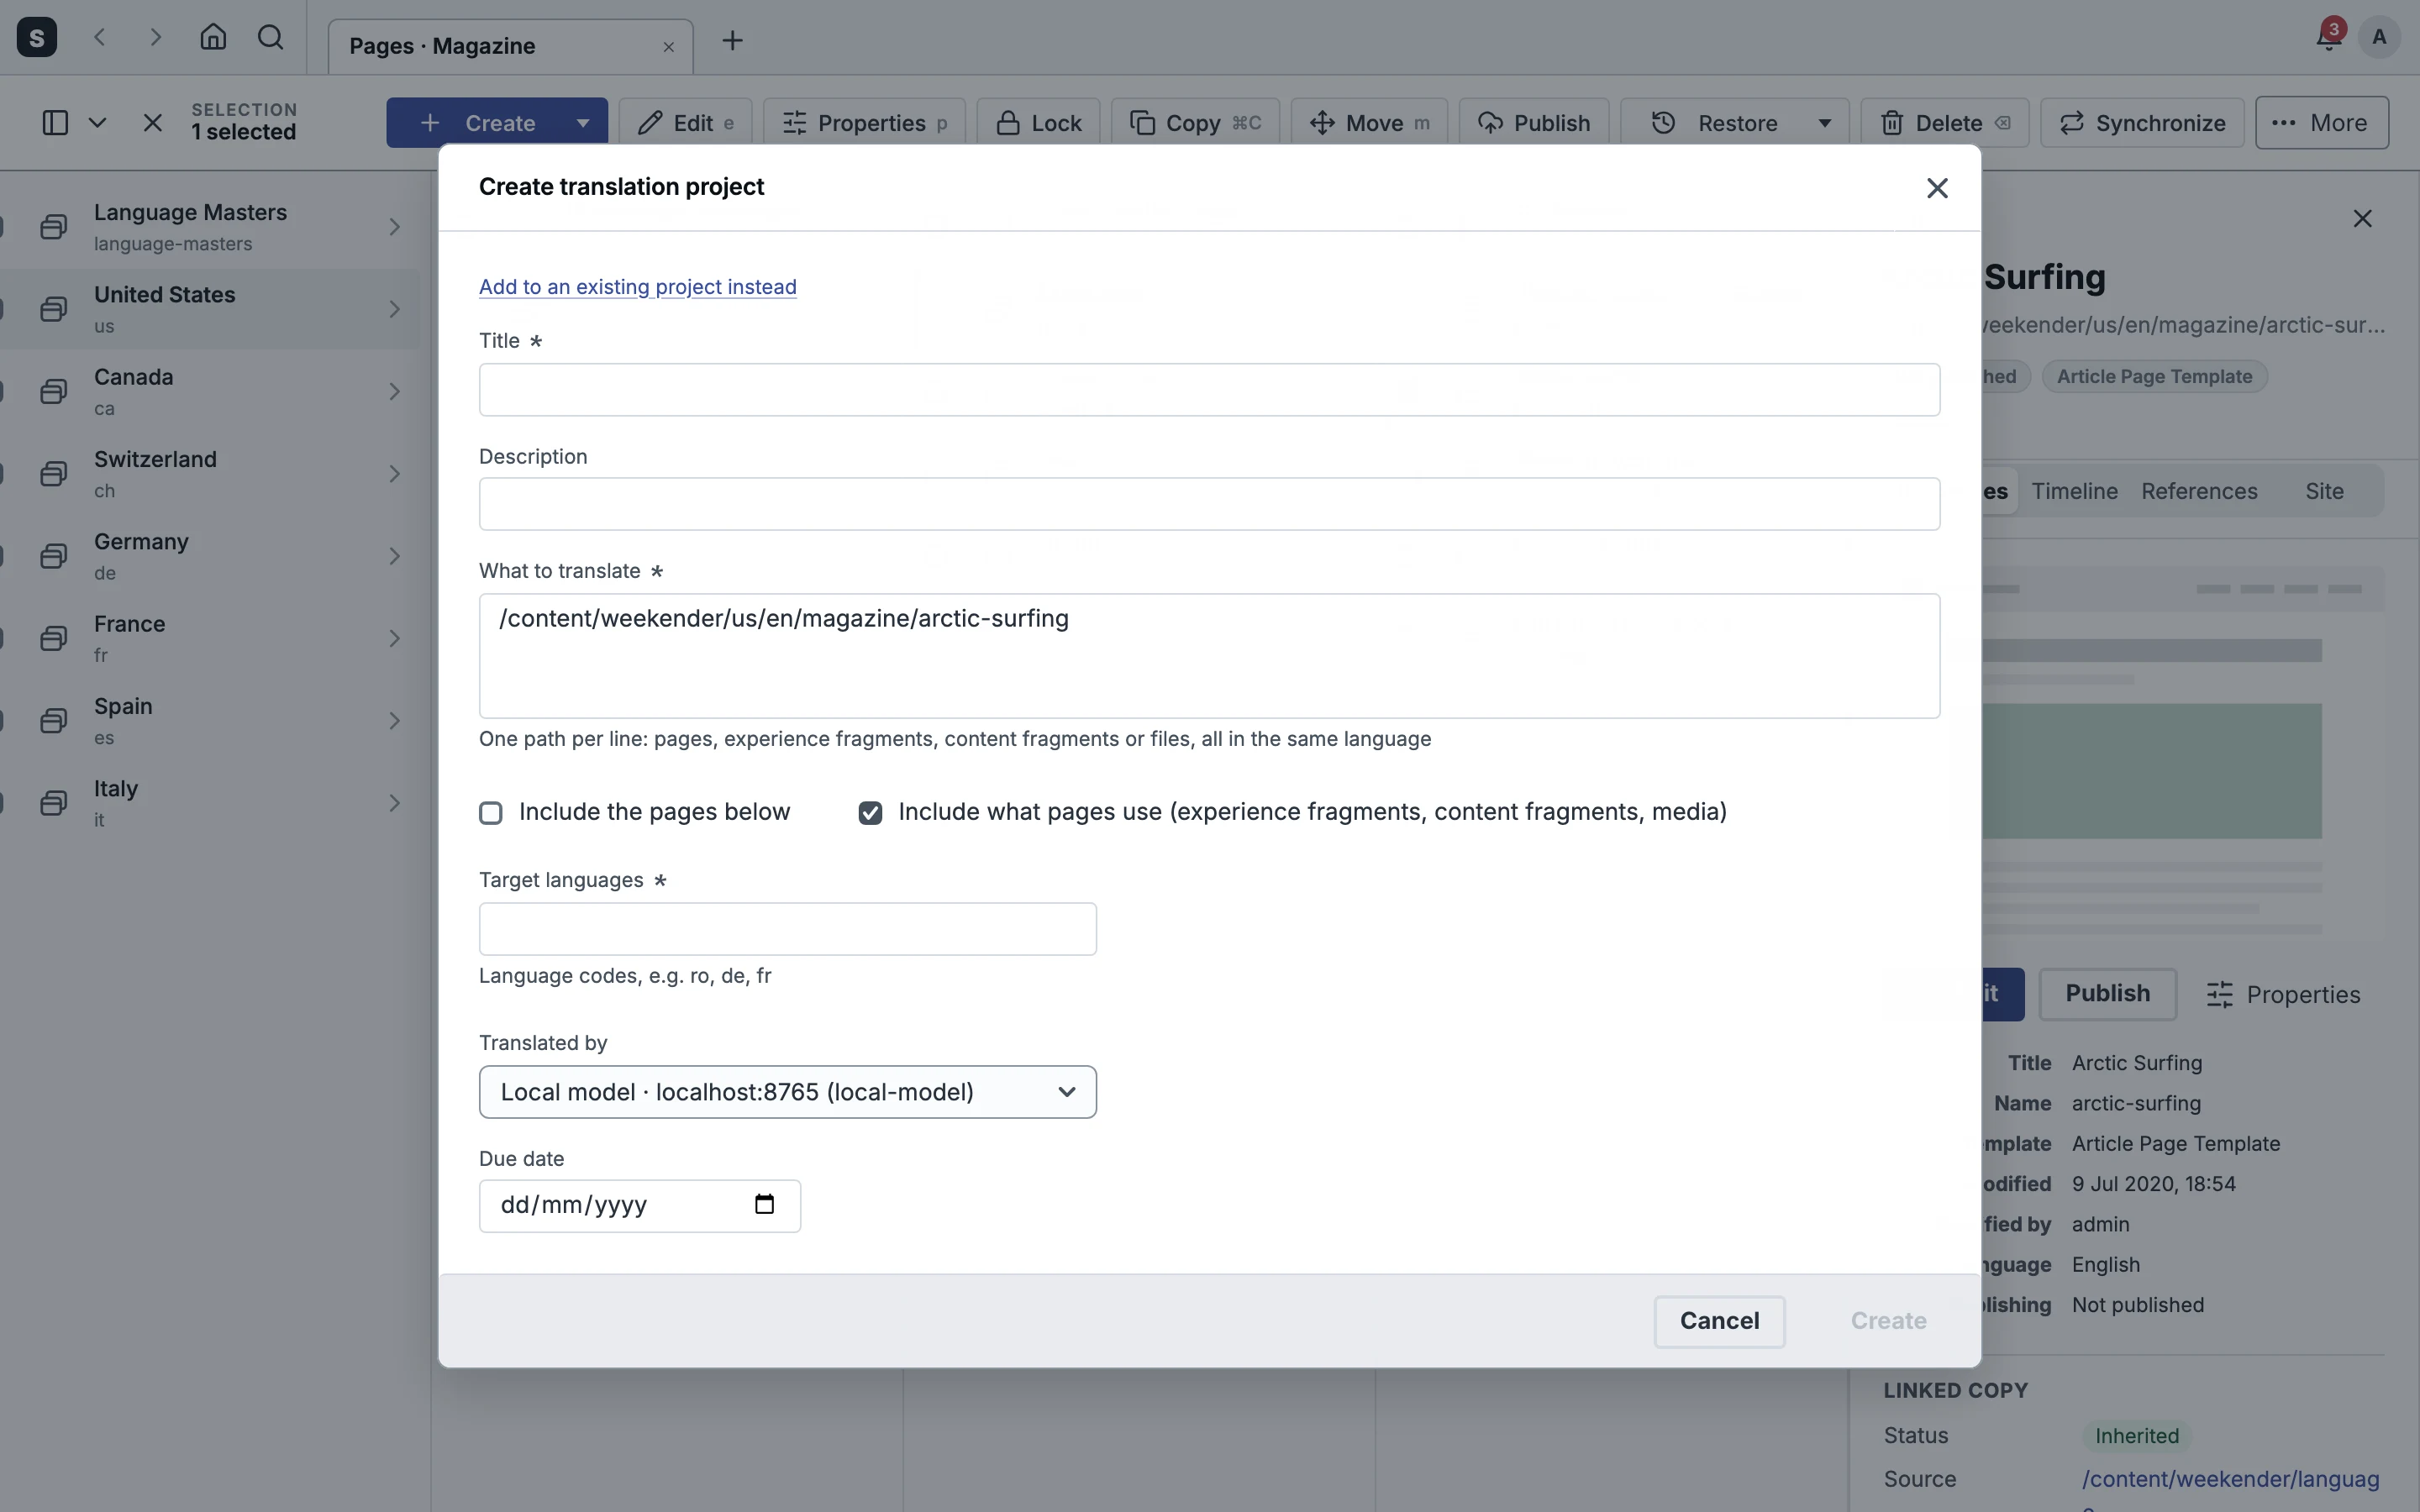 S
Pages · Magazine
3
A
SELECTION
1 selected
Create
Edit e
Properties p
Lock
Copy ⌘C
Move m
Publish
Restore
Delete
Synchronize
More
Language Masters
language-masters
United States
us
Canada
ca
Switzerland
ch
Germany
de
France
fr
Spain
es
Italy
it
Create translation project
Add to an existing project instead
Title *
Description
What to translate *
/content/weekender/us/en/magazine/arctic-surfing
One path per line: pages, experience fragments, content fragments or files, all in the same language
Include the pages below
Include what pages use (experience fragments, content fragments, media)
Target languages *
Language codes, e.g. ro, de, fr
Translated by
Local model · localhost:8765 (local-model)
Due date
dd/mm/yyyy
Cancel
Create
Surfing
weekender/us/en/magazine/arctic-sur...
hed
Article Page Template
es
Timeline
References
Site
it
Publish
Properties
Title Arctic Surfing
Name arctic-surfing
mplate Article Page Template
odified 9 Jul 2020, 18:54
fied by admin
nguage English
lishing Not published
LINKED COPY
Status Inherited
Source /content/weekender/languag